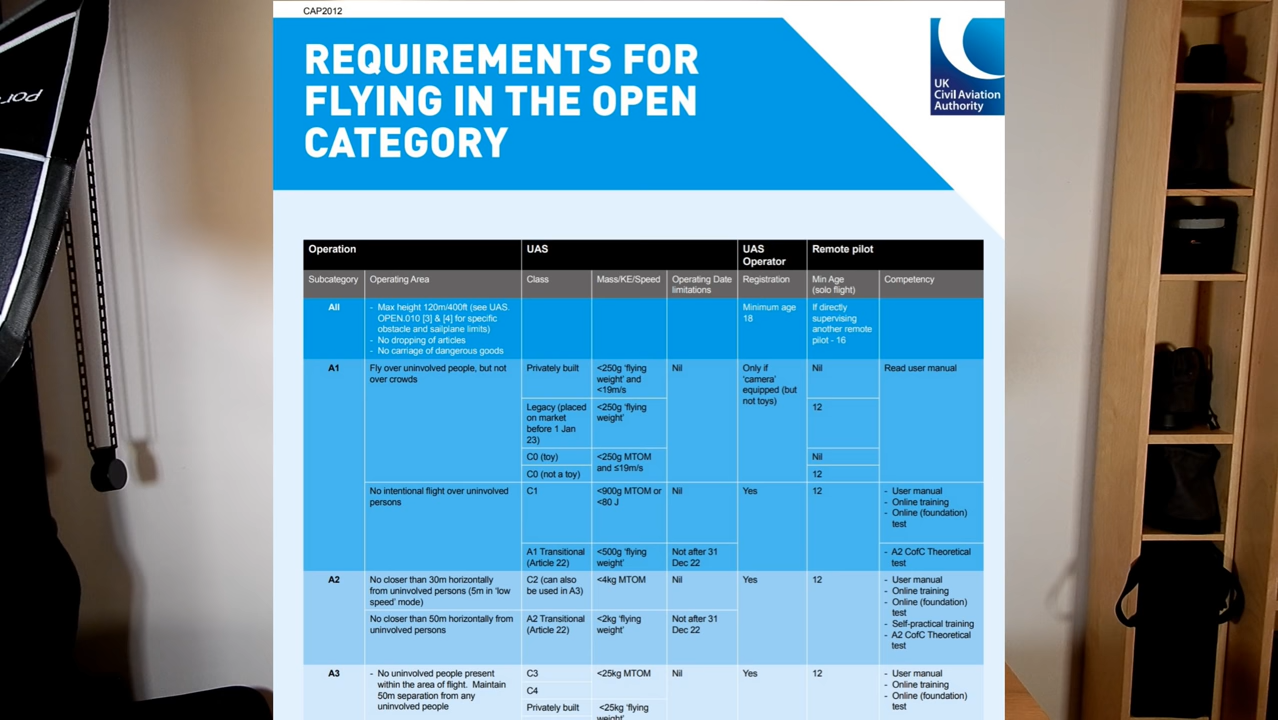 CAP2012
REQUIREMENTS FOR
FLYING IN THE OPEN
CATEGORY
UK
Civil Aviation
Authority
Operation
UAS
UAS
Operator
Remote pilot
Subcategory
Operating Area
Class
Mass/KE/Speed
Operating Date
limitations
Registration
Min Age
(solo flight)
Competency
All
- Max height 120m/400ft (see UAS.
OPEN.010 [3] & [4] for specific
obstacle and sailplane limits)
- No dropping of articles
- No carriage of dangerous goods
Minimum age
18
If directly
supervising
another remote
pilot - 16
A1
Fly over uninvolved people, but not
over crowds
Privately built
<250g 'flying
weight' and
<19m/s
Nil
Only if
'camera'
equipped (but
not toys)
Nil
Read user manual
Legacy (placed
on market
before 1 Jan
23)
<250g 'flying
weight'
12
C0 (toy)
<250g MTOM
and ≤19m/s
Nil
C0 (not a toy)
12
No intentional flight over uninvolved
persons
C1
<900g MTOM or
<80 J
Nil
Yes
12
- User manual
- Online training
- Online (foundation)
test
A1 Transitional
(Article 22)
<500g 'flying
weight'
Not after 31
Dec 22
- A2 CofC Theoretical
test
A2
No closer than 30m horizontally
from uninvolved persons (5m in 'low
speed' mode)
C2 (can also
be used in A3)
<4kg MTOM
Nil
Yes
12
- User manual
- Online training
- Online (foundation)
test
- Self-practical training
- A2 CofC Theoretical
test
No closer than 50m horizontally from
uninvolved persons
A2 Transitional
(Article 22)
<2kg 'flying
weight'
Not after 31
Dec 22
A3
- No uninvolved people present
within the area of flight. Maintain
50m separation from any
uninvolved people
C3
<25kg MTOM
Nil
Yes
12
- User manual
- Online training
- Online (foundation)
test
C4
Privately built
<25kg 'flying
weight'